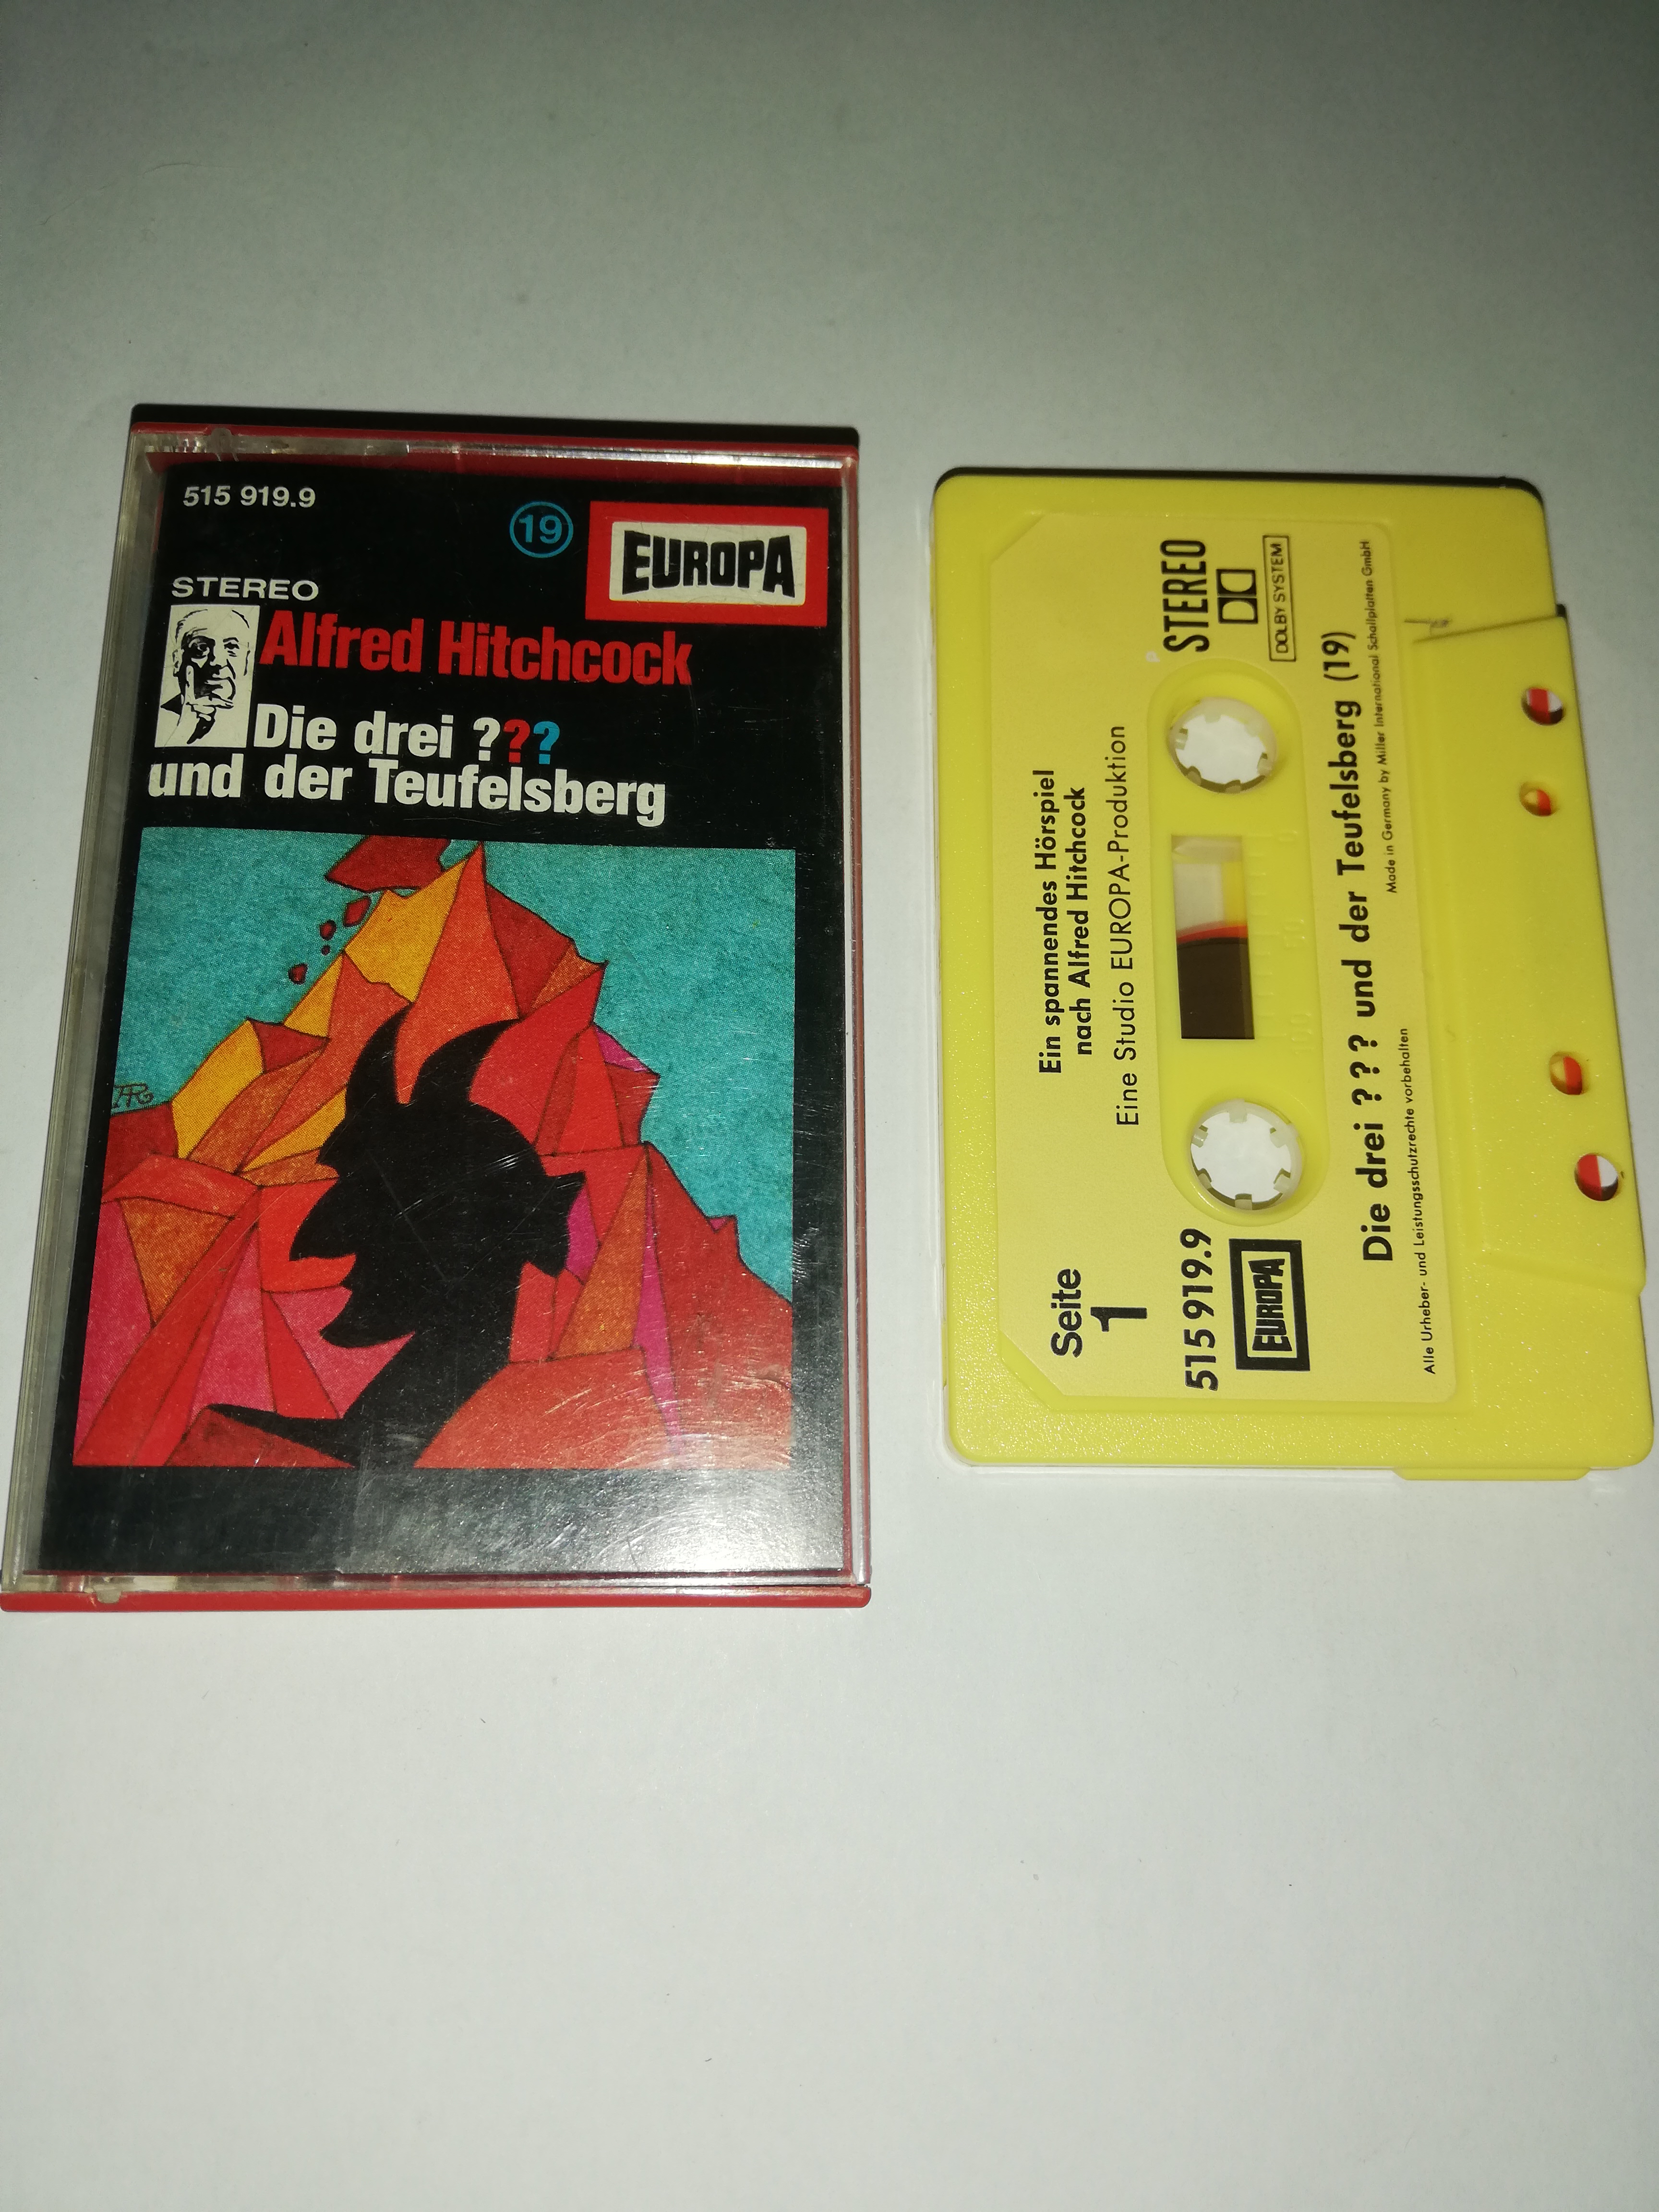 515 919.9
19
EUROPA
STEREO
Alfred Hitchcock
Die drei ???
und der Teufelsberg
AR
Ein spannendes Hörspiel
nach Alfred Hitchcock
Eine Studio EUROPA-Produktion
Seite
1
STEREO
DOLBY SYSTEM
515 919.9
EUROPA
Die drei ??? und der Teufelsberg (19)
Made in Germany by Miller International Schallplatten GmbH
Alle Urheber- und Leistungsschutzrechte vorbehalten